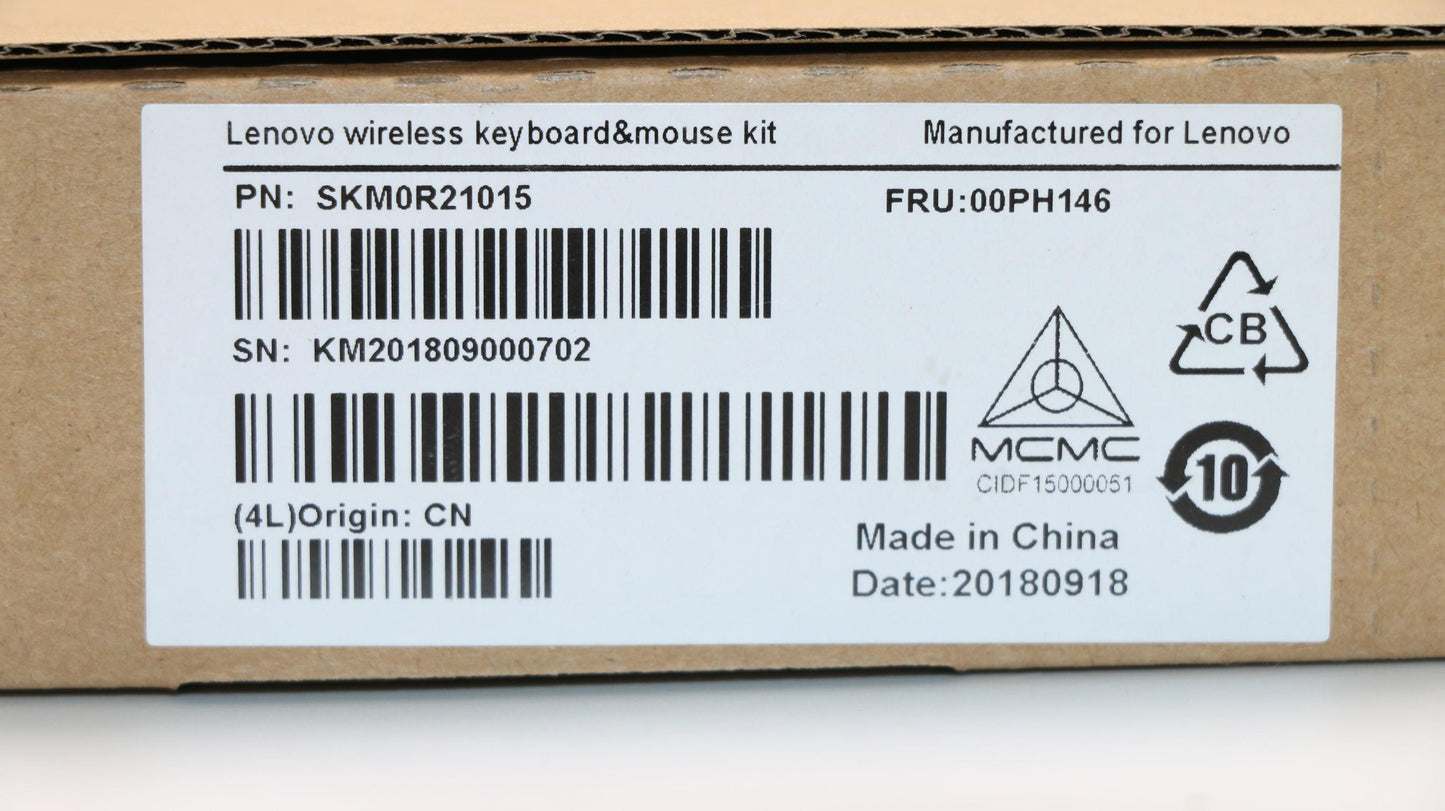 Lenovo wireless keyboard&mouse kit Manufactured for Lenovo
PN: SKM0R21015 FRU:00PH146
SN: KM201809000702
CB
MCMC
CIDF15000051
10
(4L)Origin: CN
Made in China
Date:20180918